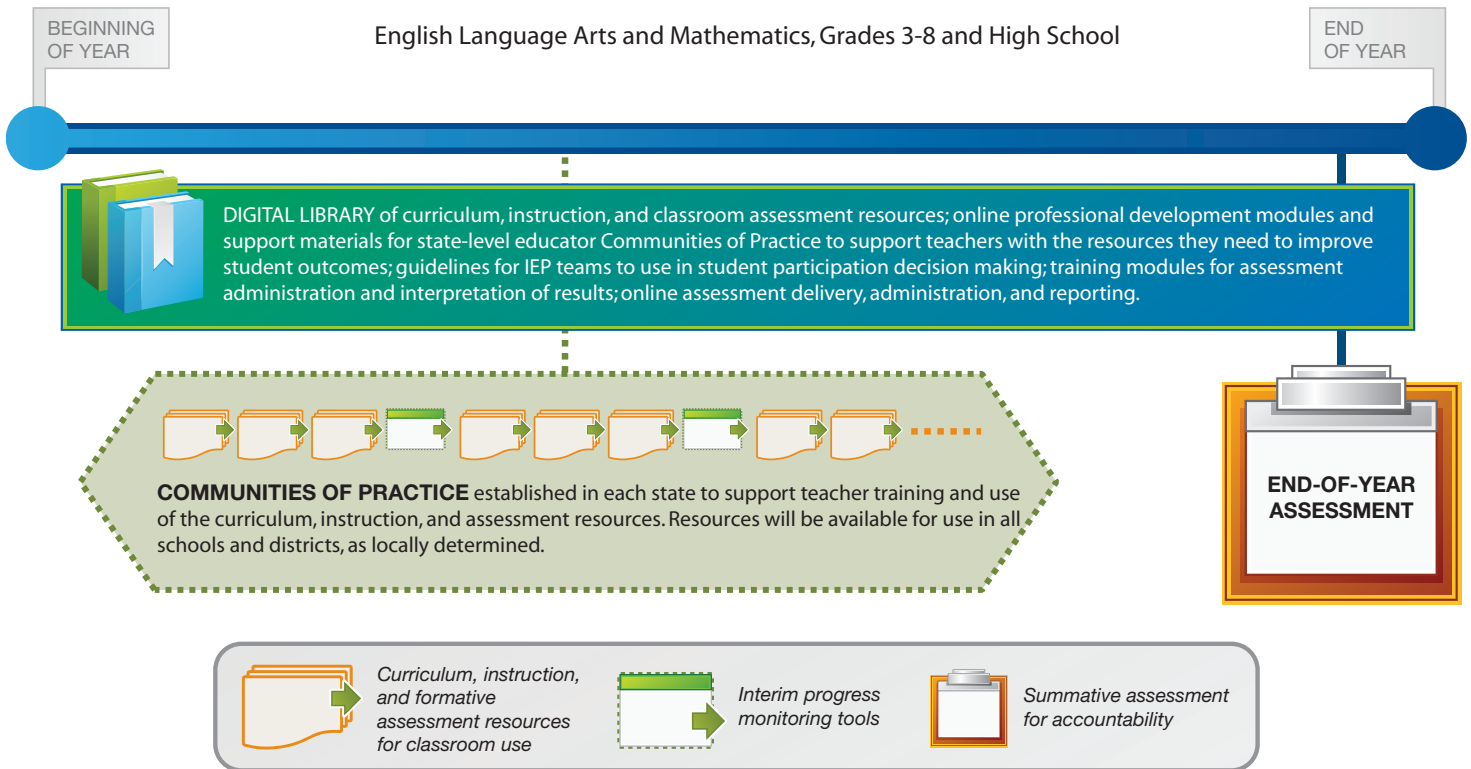 BEGINNING
OF YEAR
English Language Arts and Mathematics, Grades 3-8 and High School
END
OF YEAR
DIGITAL LIBRARY of curriculum, instruction, and classroom assessment resources; online professional development modules and
support materials for state-level educator Communities of Practice to support teachers with the resources they need to improve
student outcomes; guidelines for IEP teams to use in student participation decision making; training modules for assessment
administration and interpretation of results; online assessment delivery, administration, and reporting.
COMMUNITIES OF PRACTICE established in each state to support teacher training and use
of the curriculum, instruction, and assessment resources. Resources will be available for use in all
schools and districts, as locally determined.
END-OF-YEAR
ASSESSMENT
Curriculum, instruction,
and formative
assessment resources
for classroom use
Interim progress
monitoring tools
Summative assessment
for accountability